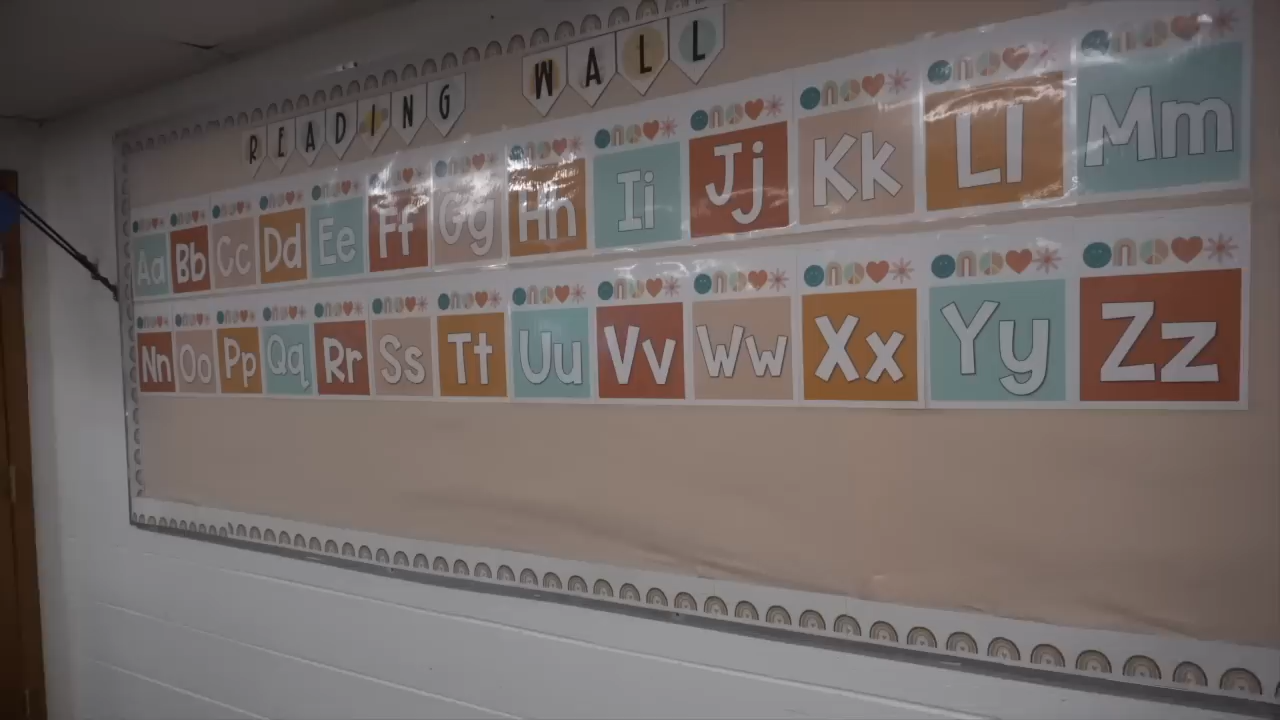 READING WALL
Aa Bb Cc Dd Ee Ff Gg Hh Ii Jj Kk Ll Mm
Nn Oo Pp Qq Rr Ss Tt Uu Vv Ww Xx Yy Zz